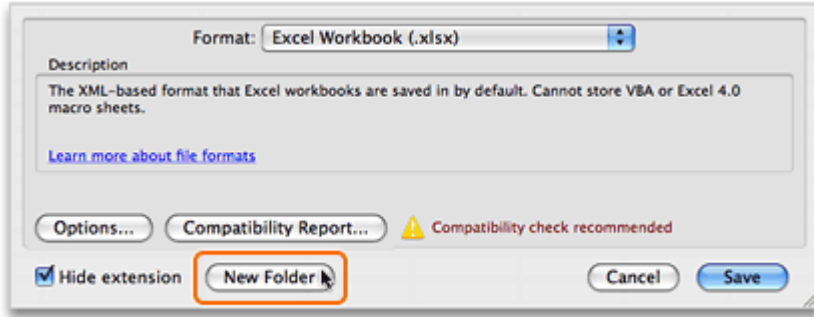 Format: Excel Workbook (.xlsx)
Description
The XML-based format that Excel workbooks are saved in by default. Cannot store VBA or Excel 4.0
macro sheets.
Learn more about file formats
Options... Compatibility Report... Compatibility check recommended
Hide extension New Folder Cancel Save